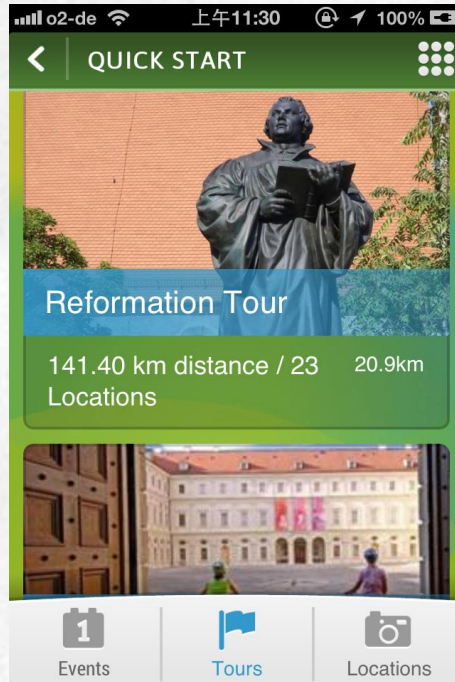 o2-de 上午11:30 100%
QUICK START
Reformation Tour
141.40 km distance / 23 20.9km
Locations
1
Events Tours Locations